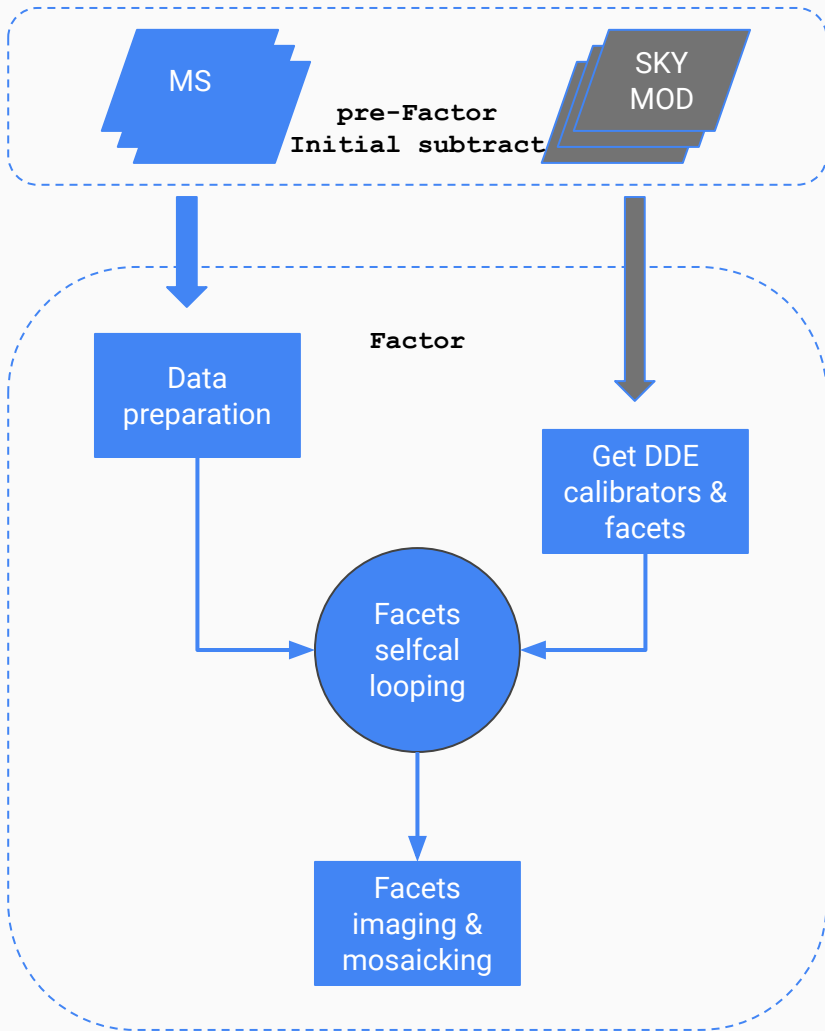 MS
SKY
MOD
pre-Factor
Initial subtract
Factor
Data
preparation
Get DDE
calibrators &
facets
Facets
selfcal
looping
Facets
imaging &
mosaicking